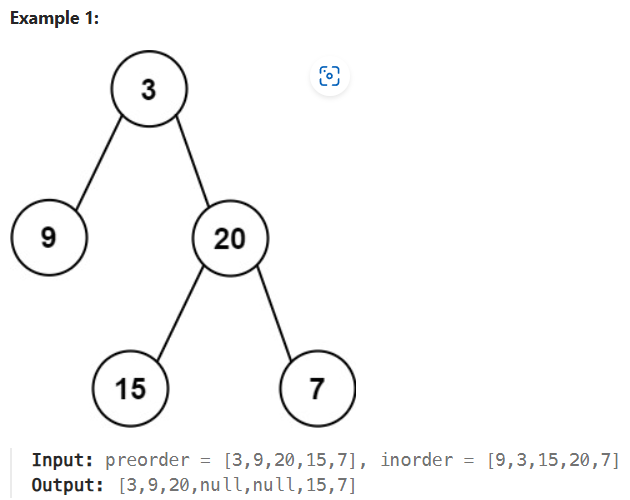 Example 1:
3
9
20
15
7
Input: preorder = [3,9,20,15,7], inorder = [9,3,15,20,7]
Output: [3,9,20,null,null,15,7]